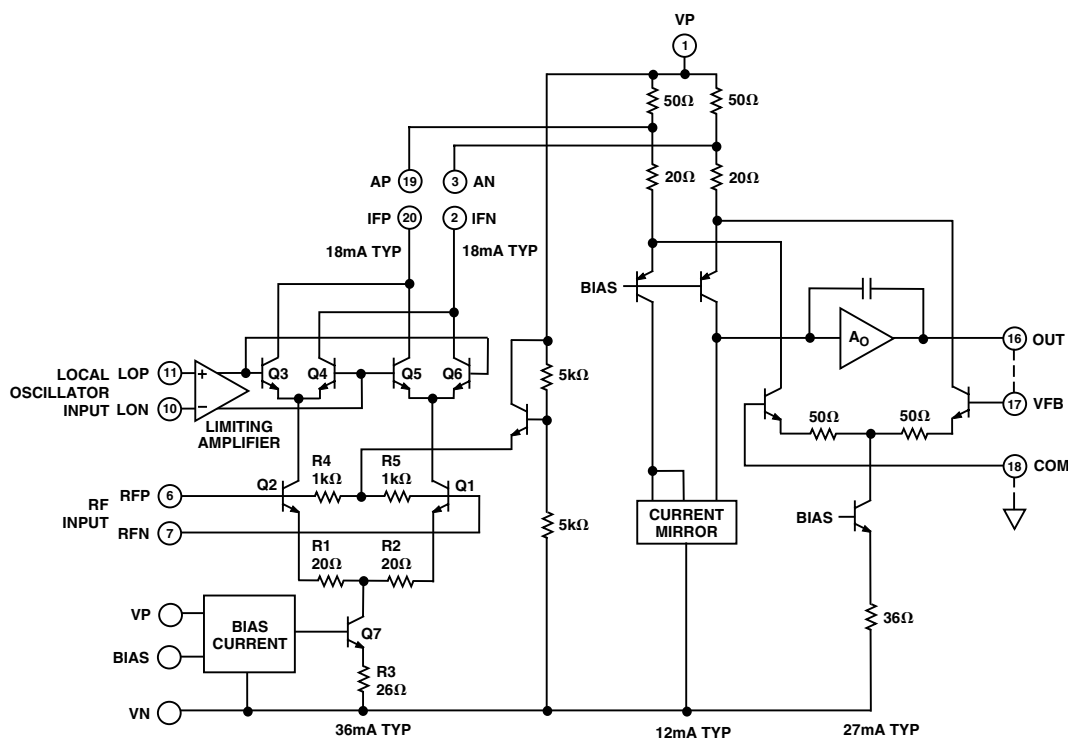 VP
1
50Ω
50Ω
AP 19
3 AN
20Ω
20Ω
IFP 20
2 IFN
18mA TYP
18mA TYP
BIAS
A₀
16 OUT
LOCAL
OSCILLATOR
INPUT
LOP 11
LON 10
+
–
LIMITING
AMPLIFIER
Q3
Q4
Q5
Q6
5kΩ
17 VFB
50Ω
50Ω
18 COM
R4
1kΩ
R5
1kΩ
Q2
Q1
RF
INPUT
RFP 6
RFN 7
5kΩ
CURRENT
MIRROR
BIAS
R1
20Ω
R2
20Ω
VP
BIAS
BIAS
CURRENT
Q7
R3
26Ω
36Ω
VN
36mA TYP
12mA TYP
27mA TYP